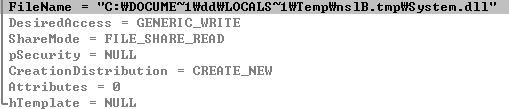 FileName = "C:₩DOCUME~1₩dd₩LOCALS~1₩Temp₩nslB.tmp₩System.dll"
DesiredAccess = GENERIC_WRITE
ShareMode = FILE_SHARE_READ
pSecurity = NULL
CreationDistribution = CREATE_NEW
Attributes = 0
hTemplate = NULL